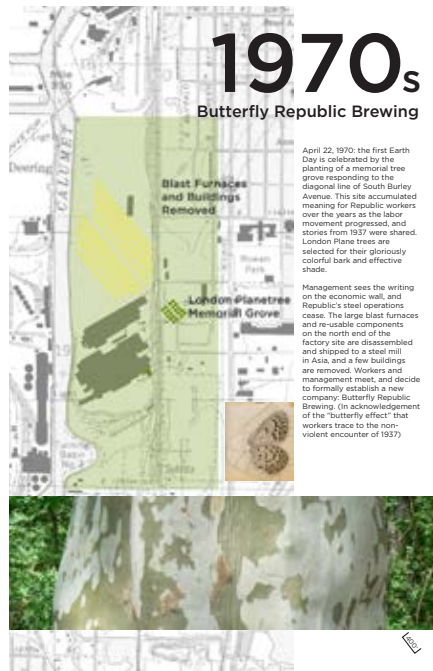 1970s
Butterfly Republic Brewing
April 22, 1970: the first Earth
Day is celebrated by the
planting of a memorial tree
grove responding to the
diagonal line of South Burley
Avenue. This site accumulated
meaning for Republic workers
over the years as the labor
movement progressed, and
stories from 1937 were shared.
London Plane trees are
selected for their gloriously
colorful bark and effective
shade.
Management sees the writing
on the economic wall, and
Republic's steel operations
cease. The large blast furnaces
and re-usable components
on the north end of the
factory site are disassembled
and shipped to a steel mill
in Asia, and a few buildings
are removed. Workers and
management meet, and decide
to formally establish a new
company: Butterfly Republic
Brewing. (In acknowledgement
of the "butterfly effect" that
workers trace to the non-
violent encounter of 1937)
Deering
CALUMET
Blast Furnaces
and Buildings
Removed
Rowan
Park
London Planetree
Memorial Grove
400'